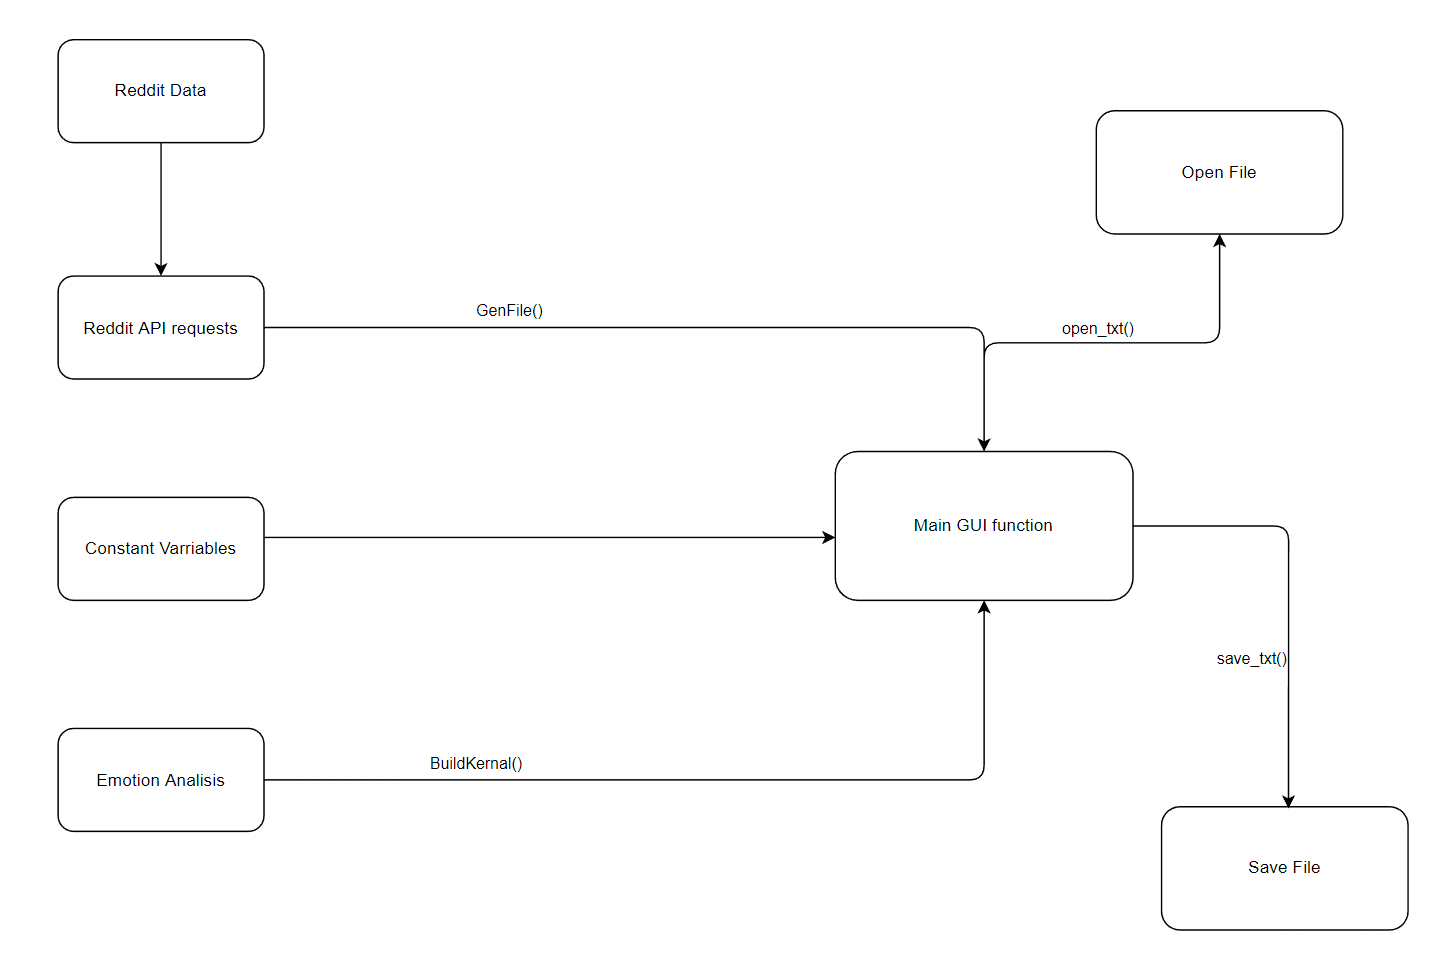 Reddit Data
Open File
Reddit API requests
GenFile()
open_txt()
Constant Varriables
Main GUI function
save_txt()
Emotion Analisis
BuildKernal()
Save File